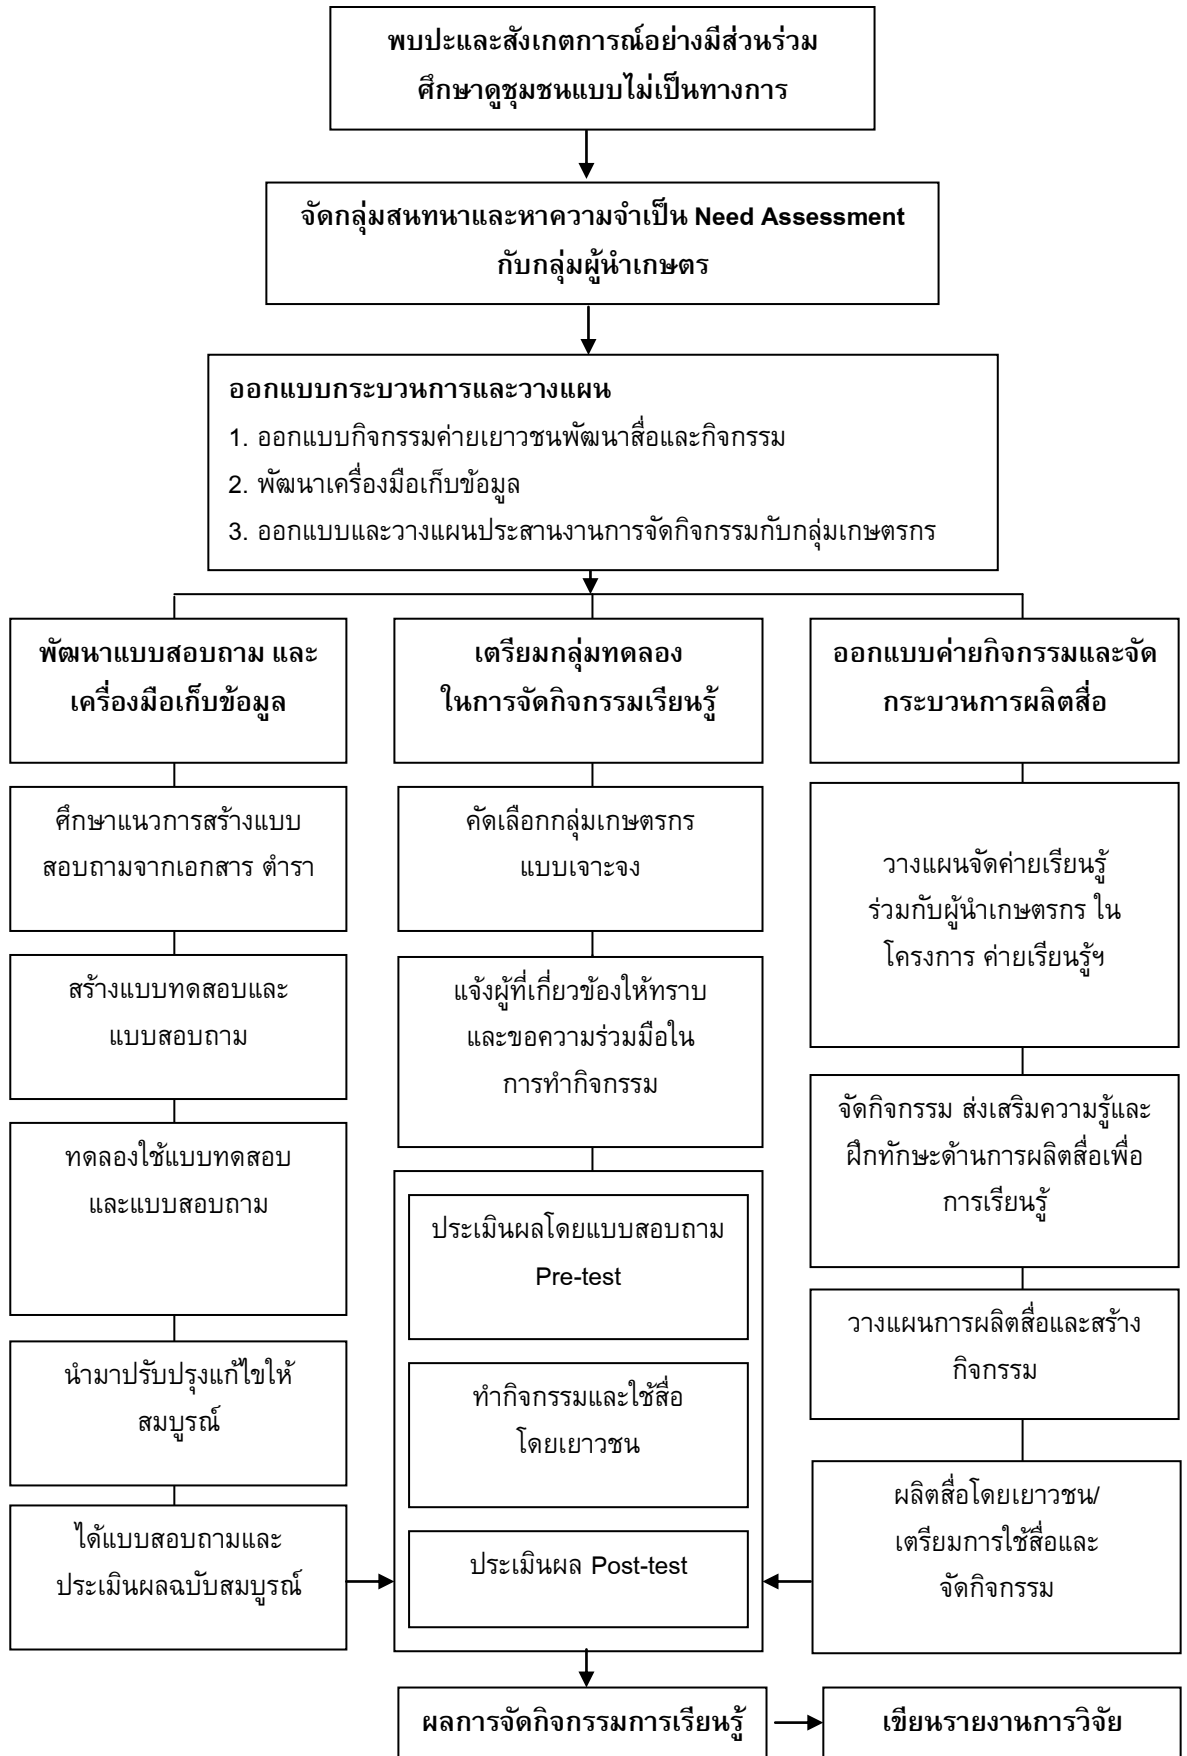 พบปะและสังเกตการณ์อย่างมีส่วนร่วม
ศึกษาดูชุมชนแบบไม่เป็นทางการ
จัดกลุ่มสนทนาและหาความจำเป็น Need Assessment
กับกลุ่มผู้นำเกษตร
ออกแบบกระบวนการและวางแผน
1. ออกแบบกิจกรรมค่ายเยาวชนพัฒนาสื่อและกิจกรรม
2. พัฒนาเครื่องมือเก็บข้อมูล
3. ออกแบบและวางแผนประสานงานการจัดกิจกรรมกับกลุ่มเกษตรกร
พัฒนาแบบสอบถาม และ
เครื่องมือเก็บข้อมูล
ศึกษาแนวการสร้างแบบ
สอบถามจากเอกสาร ตำรา
สร้างแบบทดสอบและ
แบบสอบถาม
ทดลองใช้แบบทดสอบ
และแบบสอบถาม
นำมาปรับปรุงแก้ไขให้
สมบูรณ์
ได้แบบสอบถามและ
ประเมินผลฉบับสมบูรณ์
เตรียมกลุ่มทดลอง
ในการจัดกิจกรรมเรียนรู้
คัดเลือกกลุ่มเกษตรกร
แบบเจาะจง
แจ้งผู้ที่เกี่ยวข้องให้ทราบ
และขอความร่วมมือใน
การทำกิจกรรม
ประเมินผลโดยแบบสอบถาม
Pre-test
ทำกิจกรรมและใช้สื่อ
โดยเยาวชน
ประเมินผล Post-test
ออกแบบค่ายกิจกรรมและจัด
กระบวนการผลิตสื่อ
วางแผนจัดค่ายเรียนรู้
ร่วมกับผู้นำเกษตรกร ใน
โครงการ ค่ายเรียนรู้ฯ
จัดกิจกรรม ส่งเสริมความรู้และ
ฝึกทักษะด้านการผลิตสื่อเพื่อ
การเรียนรู้
วางแผนการผลิตสื่อและสร้าง
กิจกรรม
ผลิตสื่อโดยเยาวชน/
เตรียมการใช้สื่อและ
จัดกิจกรรม
ผลการจัดกิจกรรมการเรียนรู้
เขียนรายงานการวิจัย